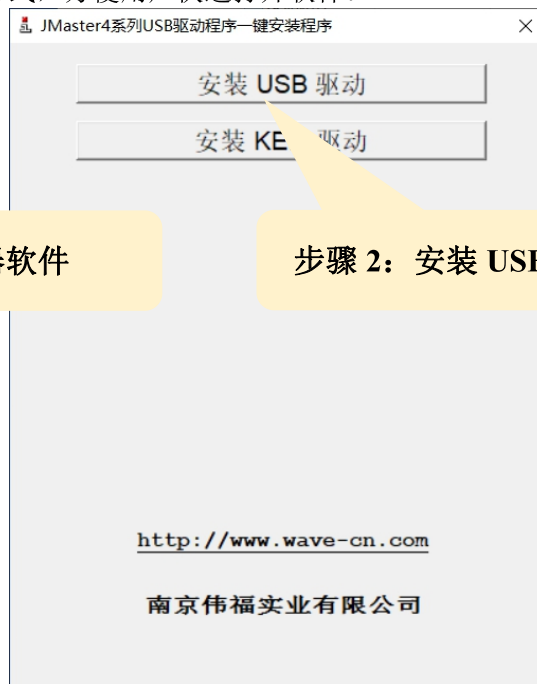 JMaster4系列USB驱动程序一键安装程序
安装 USB 驱动
安装 KE 驱动
软件
步骤 2：安装 USB
http://www.wave-cn.com
南京伟福实业有限公司